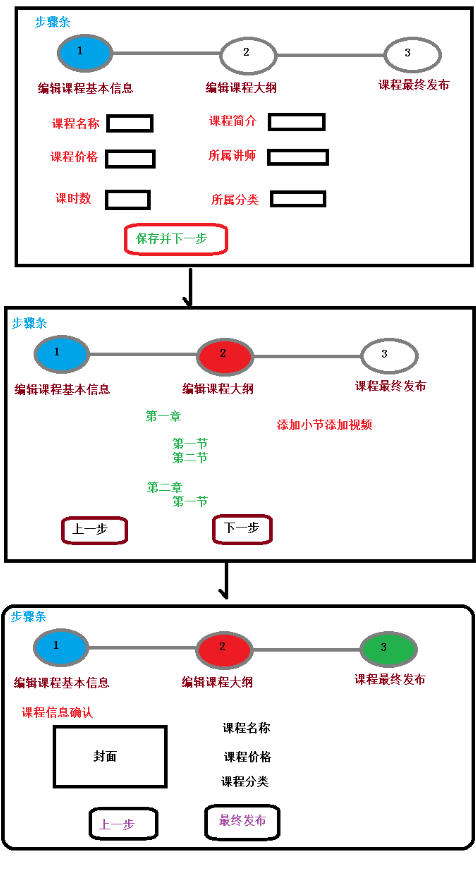 步骤条
1 2 3
编辑课程基本信息 编辑课程大纲 课程最终发布
课程名称 课程简介
课程价格 所属讲师
课时数 所属分类
保存并下一步
步骤条
1 2 3
编辑课程基本信息 编辑课程大纲 课程最终发布
第一章 添加小节添加视频
第一节
第二节
第二章
第一节
上一步 下一步
步骤条
1 2 3
编辑课程基本信息 编辑课程大纲 课程最终发布
课程信息确认
课程名称
封面 课程价格
课程分类
上一步 最终发布